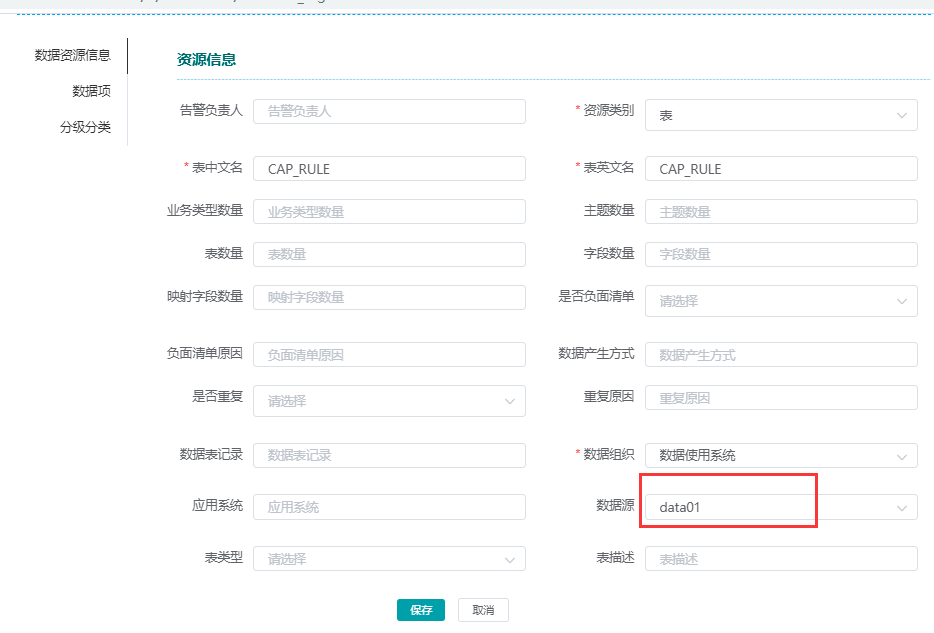 数据资源信息
数据项
分级分类
资源信息
告警负责人 告警负责人 * 资源类别 表
* 表中文名 CAP_RULE * 表英文名 CAP_RULE
业务类型数量 业务类型数量 主题数量 主题数量
表数量 表数量 字段数量 字段数量
映射字段数量 映射字段数量 是否负面清单 请选择
负面清单原因 负面清单原因 数据产生方式 数据产生方式
是否重复 请选择 重复原因 重复原因
数据表记录 数据表记录 * 数据组织 数据使用系统
应用系统 应用系统 数据源 data01
表类型 请选择 表描述 表描述
保存 取消